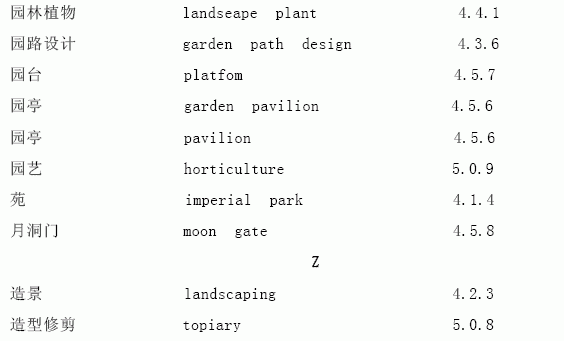 园林植物 landseape plant 4.4.1
园路设计 garden path design 4.3.6
园台 platfom 4.5.7
园亭 garden pavilion 4.5.6
园亭 pavilion 4.5.6
园艺 horticulture 5.0.9
苑 imperial park 4.1.4
月洞门 moon gate 4.5.8
Z
造景 landscaping 4.2.3
造型修剪 topiary 5.0.8